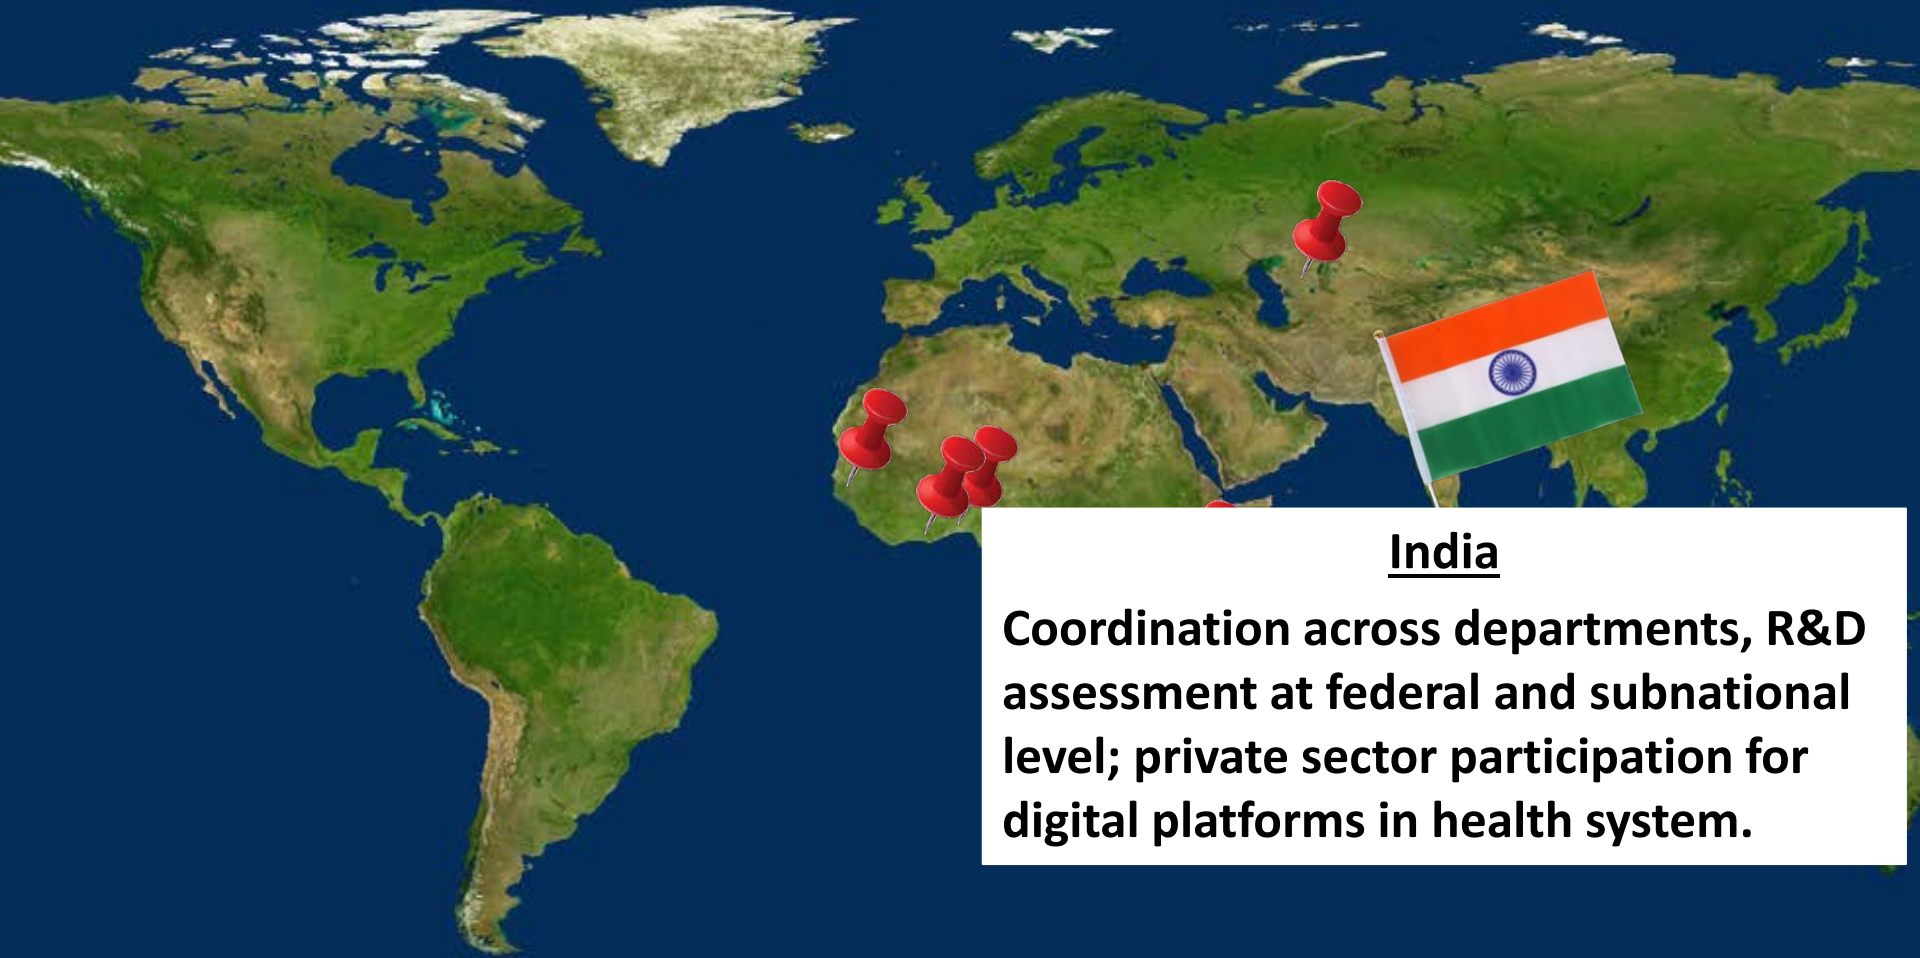 India
Coordination across departments, R&D
assessment at federal and subnational
level; private sector participation for
digital platforms in health system.